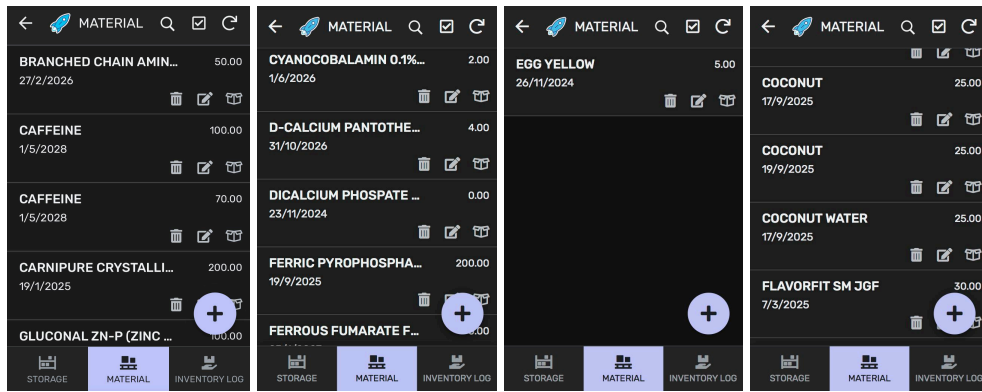 MATERIAL
BRANCHED CHAIN AMIN... 50.00
27/2/2026
CAFFEINE 100.00
1/5/2028
CAFFEINE 70.00
1/5/2028
CARNIPURE CRYSTALLI... 200.00
19/1/2025
GLUCONAL ZN-P (ZINC ... 100.00
STORAGE MATERIAL INVENTORY LOG
MATERIAL
CYANOCOBALAMIN 0.1%... 2.00
1/6/2026
D-CALCIUM PANTOTHE... 4.00
31/10/2026
DICALCIUM PHOSPATE ... 0.00
23/11/2024
FERRIC PYROPHOSPHA... 200.00
19/9/2025
FERROUS FUMARATE F...
STORAGE MATERIAL INVENTORY LOG
MATERIAL
EGG YELLOW 5.00
26/11/2024
STORAGE MATERIAL INVENTORY LOG
MATERIAL
COCONUT 25.00
17/9/2025
COCONUT 25.00
19/9/2025
COCONUT WATER 25.00
17/9/2025
FLAVORFIT SM JGF 30.00
7/3/2025
STORAGE MATERIAL INVENTORY LOG